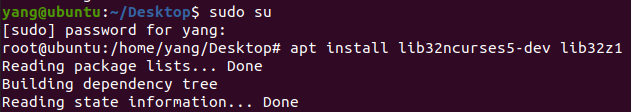 yang@ubuntu:~/Desktop$ sudo su
[sudo] password for yang:
root@ubuntu:/home/yang/Desktop# apt install lib32ncurses5-dev lib32z1
Reading package lists... Done
Building dependency tree
Reading state information... Done